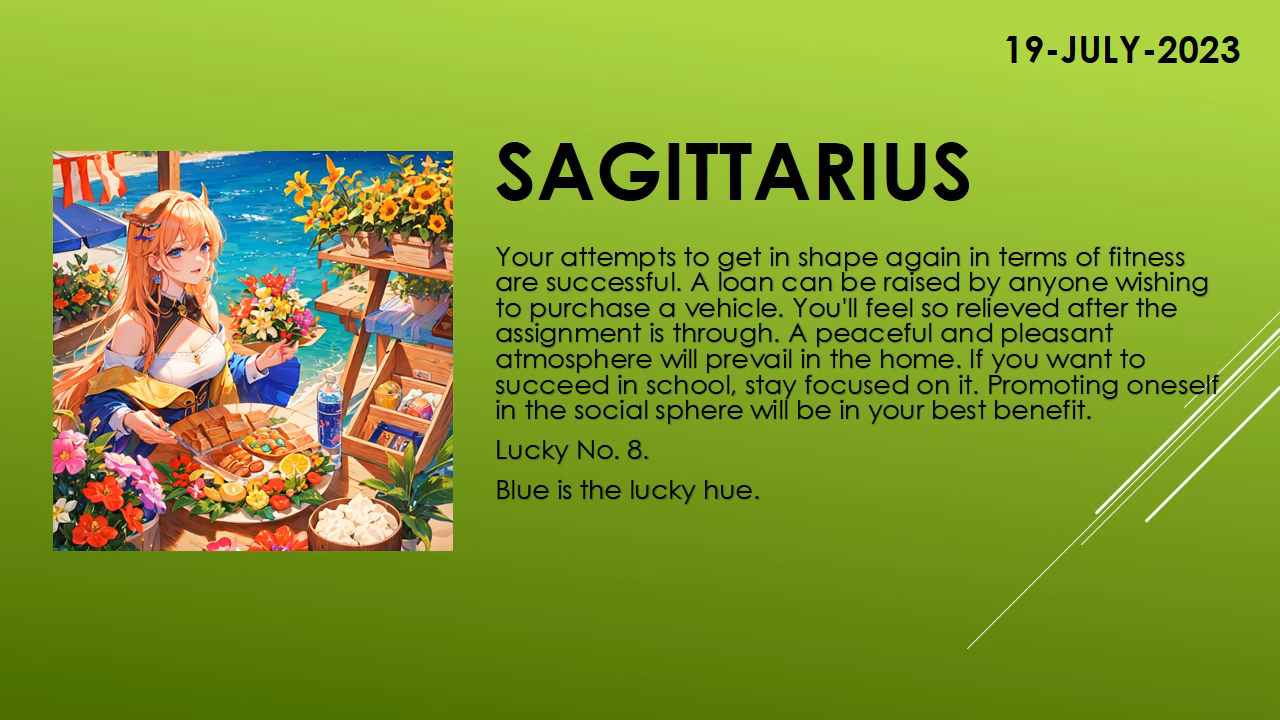 19-JULY-2023
SAGITTARIUS
Your attempts to get in shape again in terms of fitness
are successful. A loan can be raised by anyone wishing
to purchase a vehicle. You'll feel so relieved after the
assignment is through. A peaceful and pleasant
atmosphere will prevail in the home. If you want to
succeed in school, stay focused on it. Promoting oneself
in the social sphere will be in your best benefit.
Lucky No. 8.
Blue is the lucky hue.